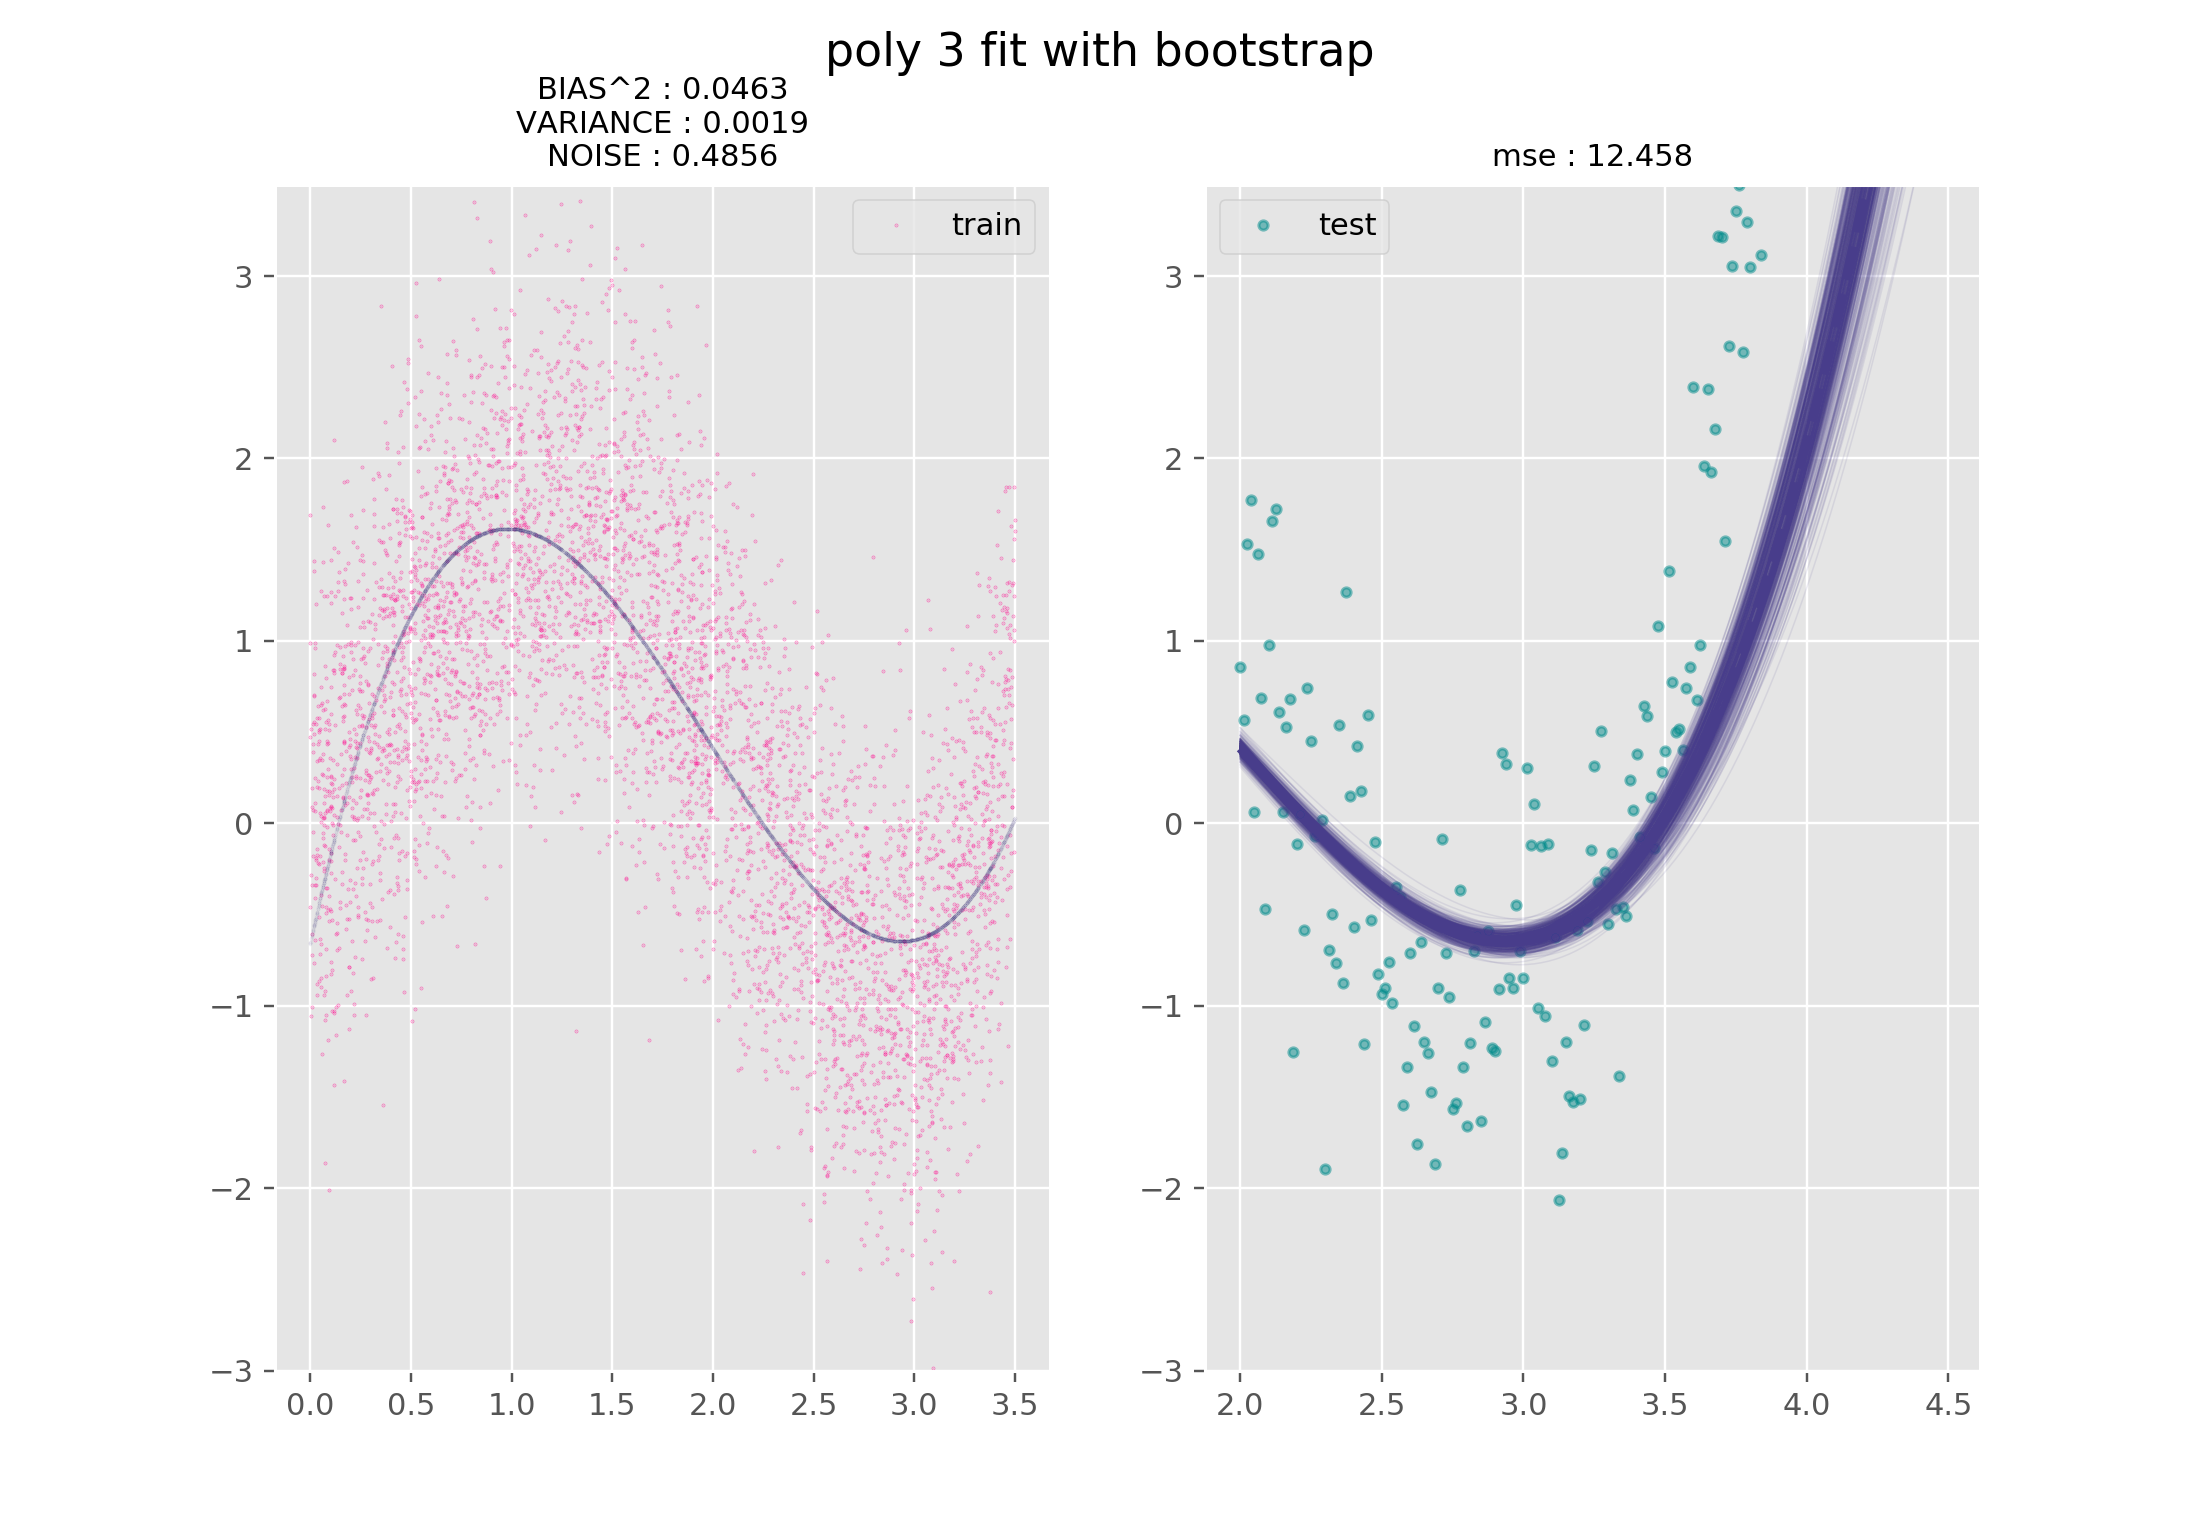 poly 3 fit with bootstrap
BIAS^2 : 0.0463
VARIANCE : 0.0019
NOISE : 0.4856
train
3
2
1
0
−1
−2
−3
0.0 0.5 1.0 1.5 2.0 2.5 3.0 3.5
mse : 12.458
test
3
2
1
0
−1
−2
−3
2.0 2.5 3.0 3.5 4.0 4.5